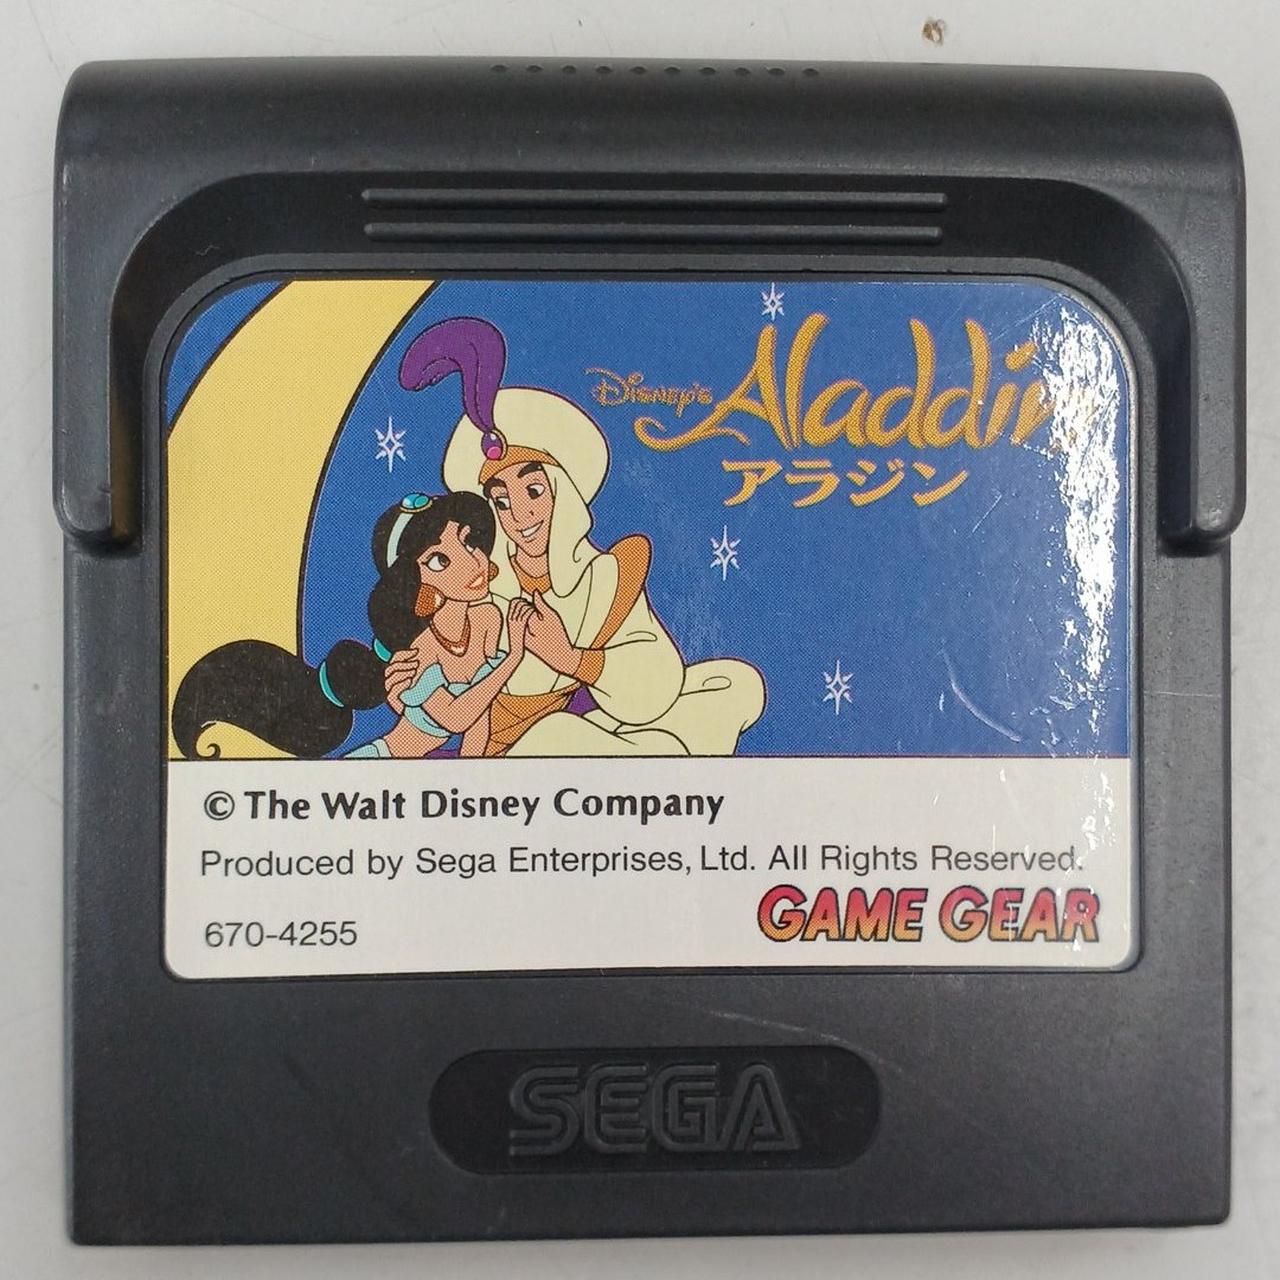 Disney's
Aladdin
アラジン
© The Walt Disney Company
Produced by Sega Enterprises, Ltd. All Rights Reserved.
GAME GEAR
670-4255
SEGA